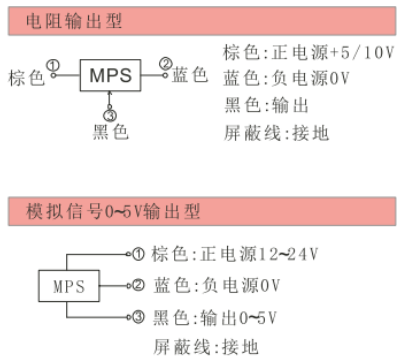 电阻输出型
棕色① MPS ②蓝色
③
黑色
棕色:正电源+5/10V
蓝色:负电源0V
黑色:输出
屏蔽线:接地
模拟信号0~5V输出型
MPS
①棕色:正电源12~24V
②蓝色:负电源0V
③黑色:输出0~5V
屏蔽线:接地